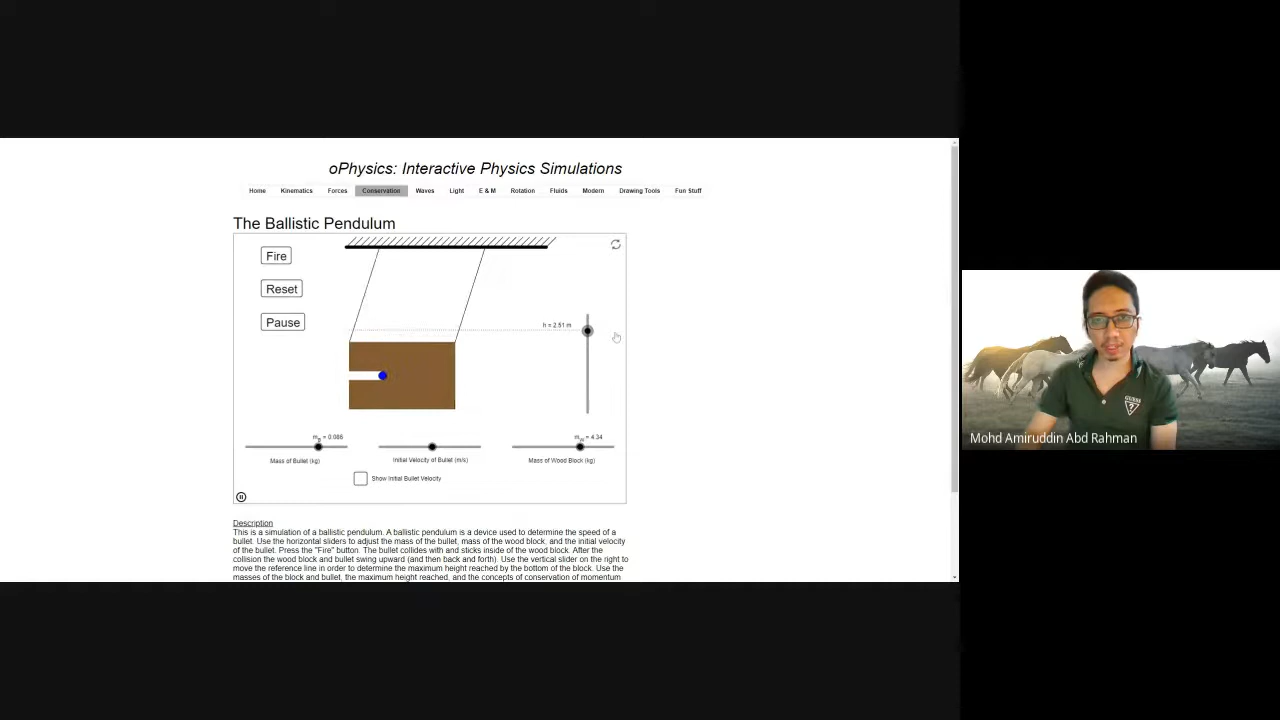 oPhysics: Interactive Physics Simulations
Home Kinematics Forces Conservation Waves Light E & M Rotation Fluids Modern Drawing Tools Fun Stuff
The Ballistic Pendulum
Fire
Reset
Pause
h = 2.51 m
m_B = 0.086
m_W = 4.34
Mass of Bullet (kg)
Initial Velocity of Bullet (m/s)
Mass of Wood Block (kg)
Show Initial Bullet Velocity
Description
This is a simulation of a ballistic pendulum. A ballistic pendulum is a device used to determine the speed of a
bullet. Use the horizontal sliders to adjust the mass of the bullet, mass of the wood block, and the initial velocity
of the bullet. Press the "Fire" button. The bullet collides with and sticks inside of the wood block. After the
collision the wood block and bullet swing upward (and then back and forth). Use the vertical slider on the right to
move the reference line in order to determine the maximum height reached by the bottom of the block. Use the
masses of the block and bullet, the maximum height reached, and the concepts of conservation of momentum
GUESS
?
Mohd Amiruddin Abd Rahman